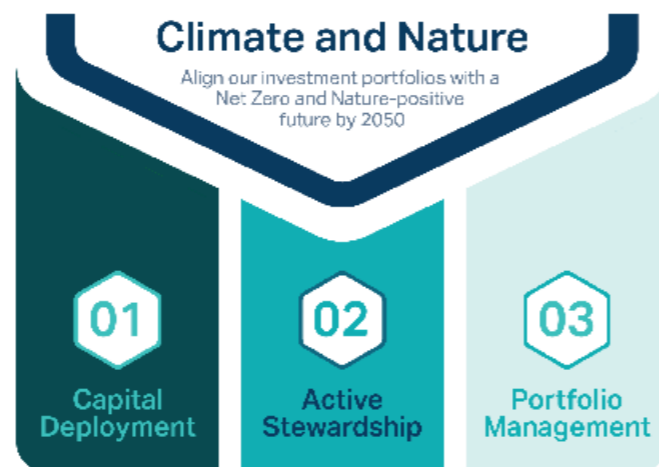 Climate and Nature
Align our investment portfolios with a
Net Zero and Nature-positive
future by 2050
01
02
03
Capital
Deployment
Active
Stewardship
Portfolio
Management